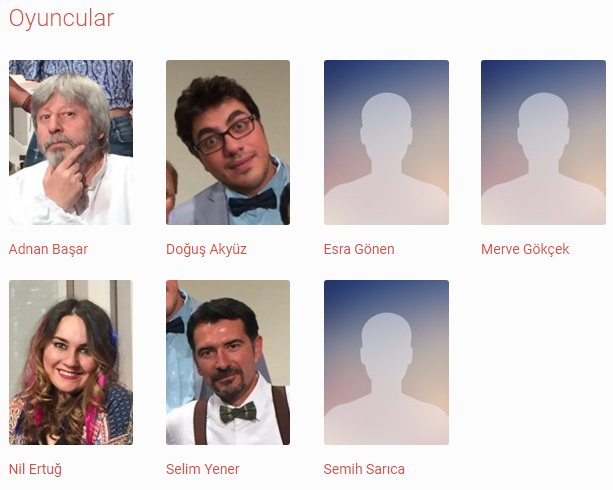 Oyuncular
Adnan Başar
Doğuş Akyüz
Esra Gönen
Merve Gökçek
Nil Ertuğ
Selim Yener
Semih Sarıca